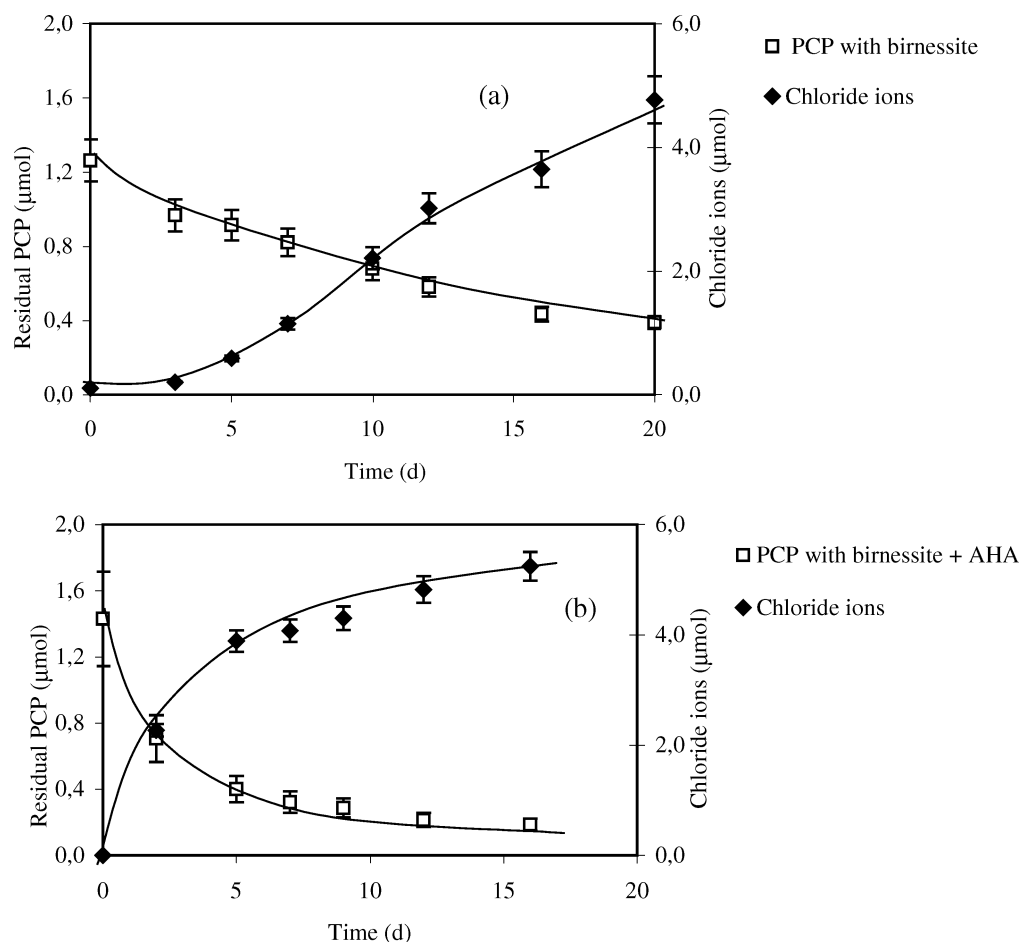 2,0
1,6
1,2
0,8
0,4
0,0
Residual PCP (µmol)
(a)
6,0
4,0
2,0
0,0
Chloride ions (µmol)
PCP with birnessite
Chloride ions
0 5 10 15 20
Time (d)
2,0
1,6
1,2
0,8
0,4
0,0
Residual PCP (µmol)
(b)
6,0
4,0
2,0
0,0
Chloride ions (µmol)
PCP with birnessite + AHA
Chloride ions
0 5 10 15 20
Time (d)